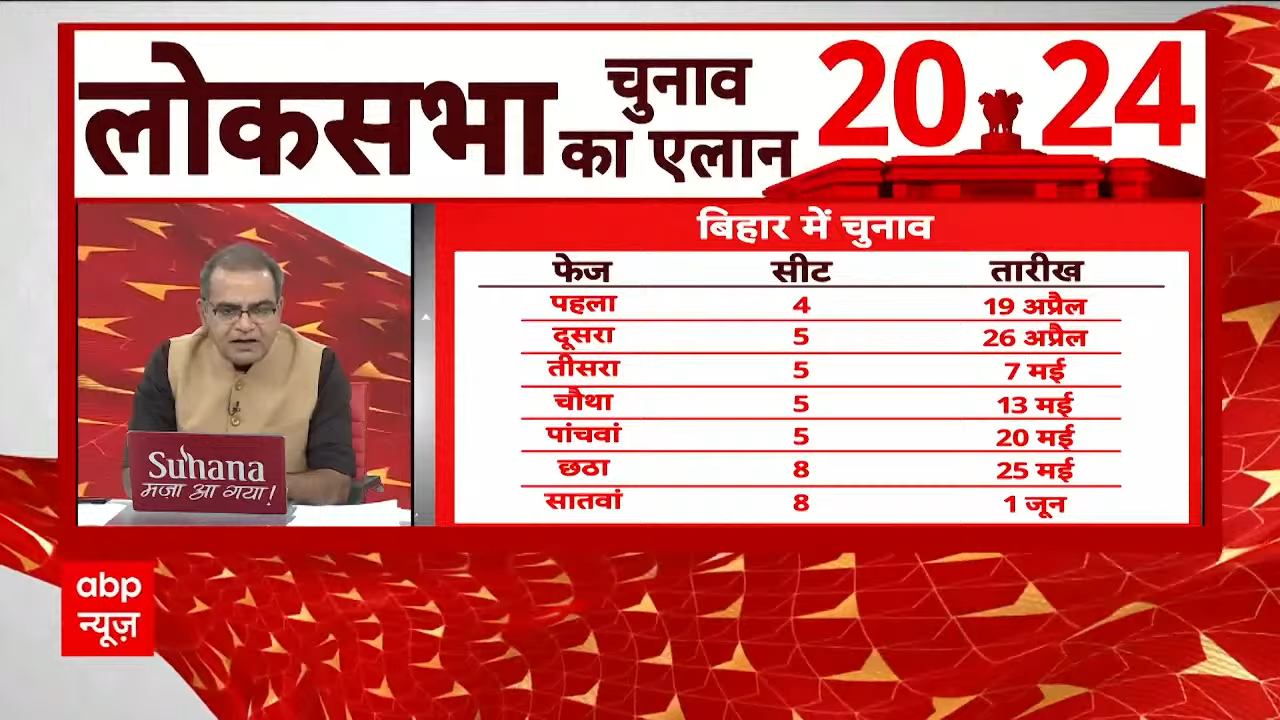 लोकसभा चुनाव का एलान 2024
बिहार में चुनाव
फेज सीट तारीख
पहला 4 19 अप्रैल
दूसरा 5 26 अप्रैल
तीसरा 5 7 मई
चौथा 5 13 मई
पांचवां 5 20 मई
छठा 8 25 मई
सातवां 8 1 जून
Suhana
मज़ा आ गया!
abp
न्यूज़